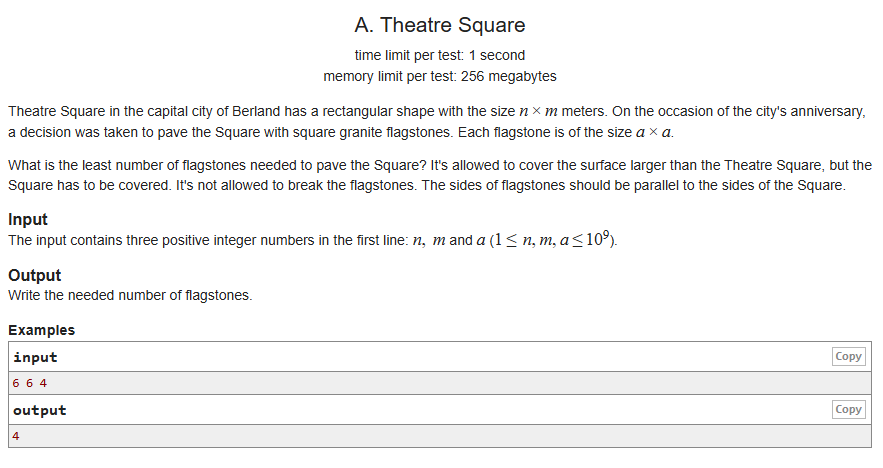 A. Theatre Square
time limit per test: 1 second
memory limit per test: 256 megabytes
Theatre Square in the capital city of Berland has a rectangular shape with the size n × m meters. On the occasion of the city's anniversary,
a decision was taken to pave the Square with square granite flagstones. Each flagstone is of the size a × a.
What is the least number of flagstones needed to pave the Square? It's allowed to cover the surface larger than the Theatre Square, but the
Square has to be covered. It's not allowed to break the flagstones. The sides of flagstones should be parallel to the sides of the Square.
Input
The input contains three positive integer numbers in the first line: n, m and a (1 ≤ n, m, a ≤ 10⁹).
Output
Write the needed number of flagstones.
Examples
input Copy
6 6 4
output Copy
4